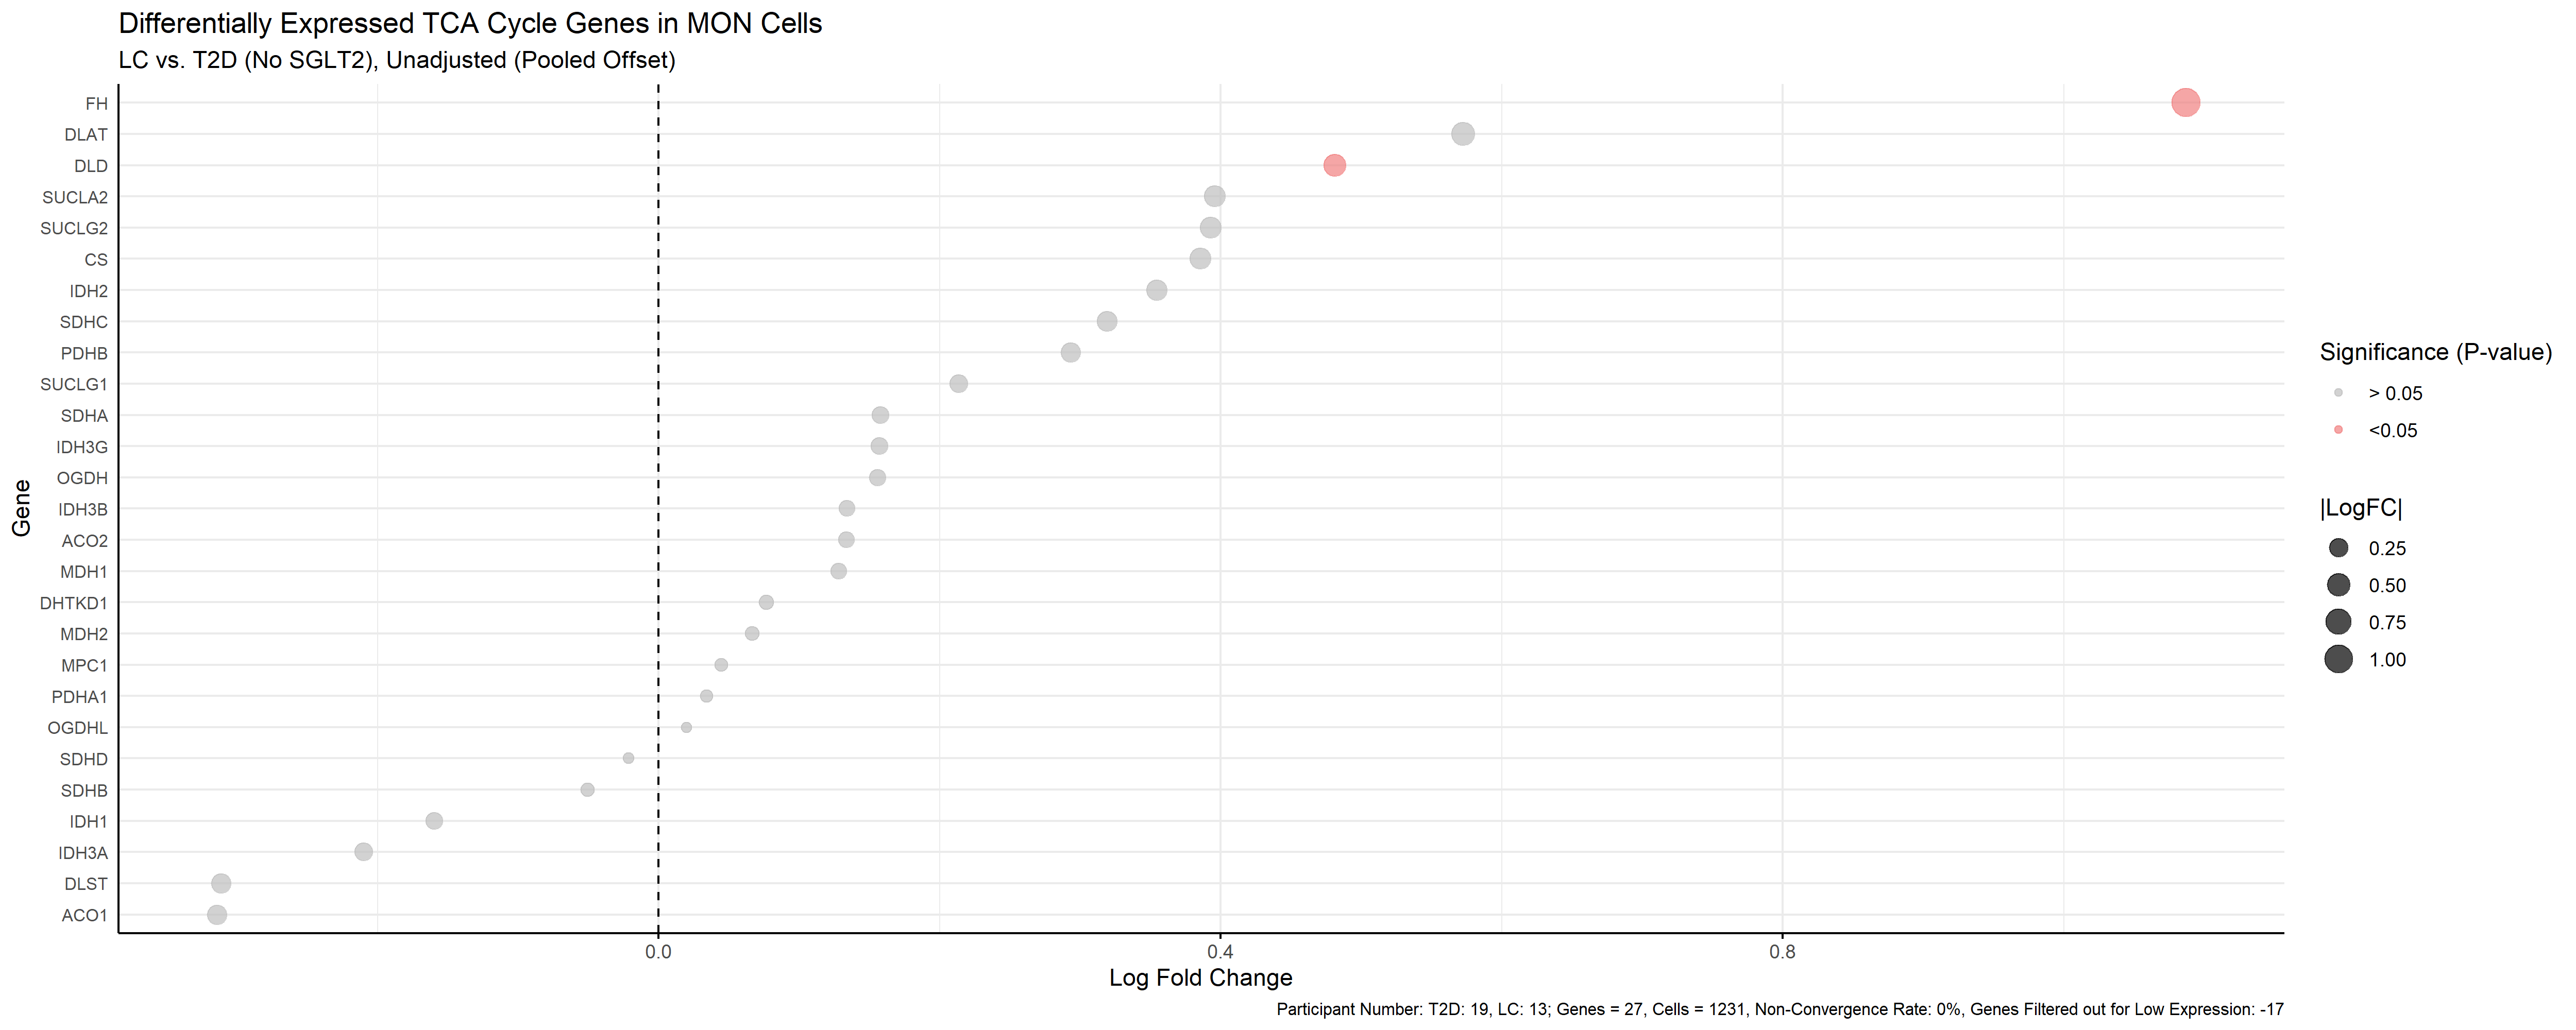 Differentially Expressed TCA Cycle Genes in MON Cells
LC vs. T2D (No SGLT2), Unadjusted (Pooled Offset)
Gene
FH
DLAT
DLD
SUCLA2
SUCLG2
CS
IDH2
SDHC
PDHB
SUCLG1
SDHA
IDH3G
OGDH
IDH3B
ACO2
MDH1
DHTKD1
MDH2
MPC1
PDHA1
OGDHL
SDHD
SDHB
IDH1
IDH3A
DLST
ACO1
0.0
0.4
0.8
Log Fold Change
Significance (P-value)
> 0.05
<0.05
|LogFC|
0.25
0.50
0.75
1.00
Participant Number: T2D: 19, LC: 13; Genes = 27, Cells = 1231, Non-Convergence Rate: 0%, Genes Filtered out for Low Expression: -17